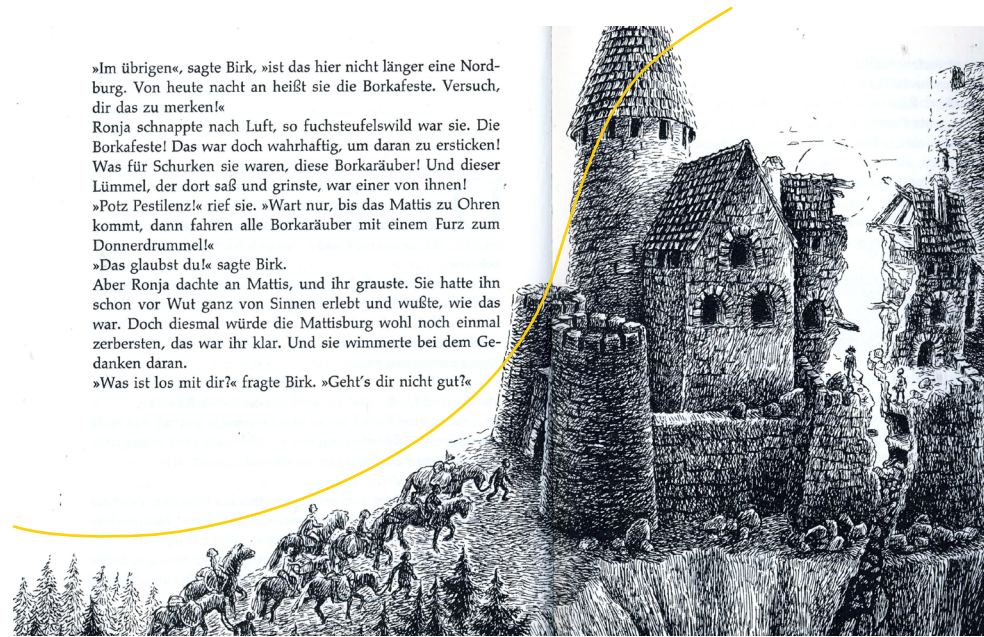 »Im übrigen«, sagte Birk, »ist das hier nicht länger eine Nord-
burg. Von heute nacht an heißt sie die Borkafeste. Versuch,
dir das zu merken!«
Ronja schnappte nach Luft, so fuchsteufelswild war sie. Die
Borkafeste! Das war doch wahrhaftig, um daran zu ersticken!
Was für Schurken sie waren, diese Borkaräuber! Und dieser
Lümmel, der dort saß und grinste, war einer von ihnen!
»Potz Pestilenz!« rief sie. »Wart nur, bis das Mattis zu Ohren
kommt, dann fahren alle Borkaräuber mit einem Furz zum
Donnerdrummel!«
»Das glaubst du!« sagte Birk.
Aber Ronja dachte an Mattis, und ihr grauste. Sie hatte ihn
schon vor Wut ganz von Sinnen erlebt und wußte, wie das
war. Doch diesmal würde die Mattisburg wohl noch einmal
zerbersten, das war ihr klar. Und sie wimmerte bei dem Ge-
danken daran.
»Was ist los mit dir?« fragte Birk. »Geht's dir nicht gut?«